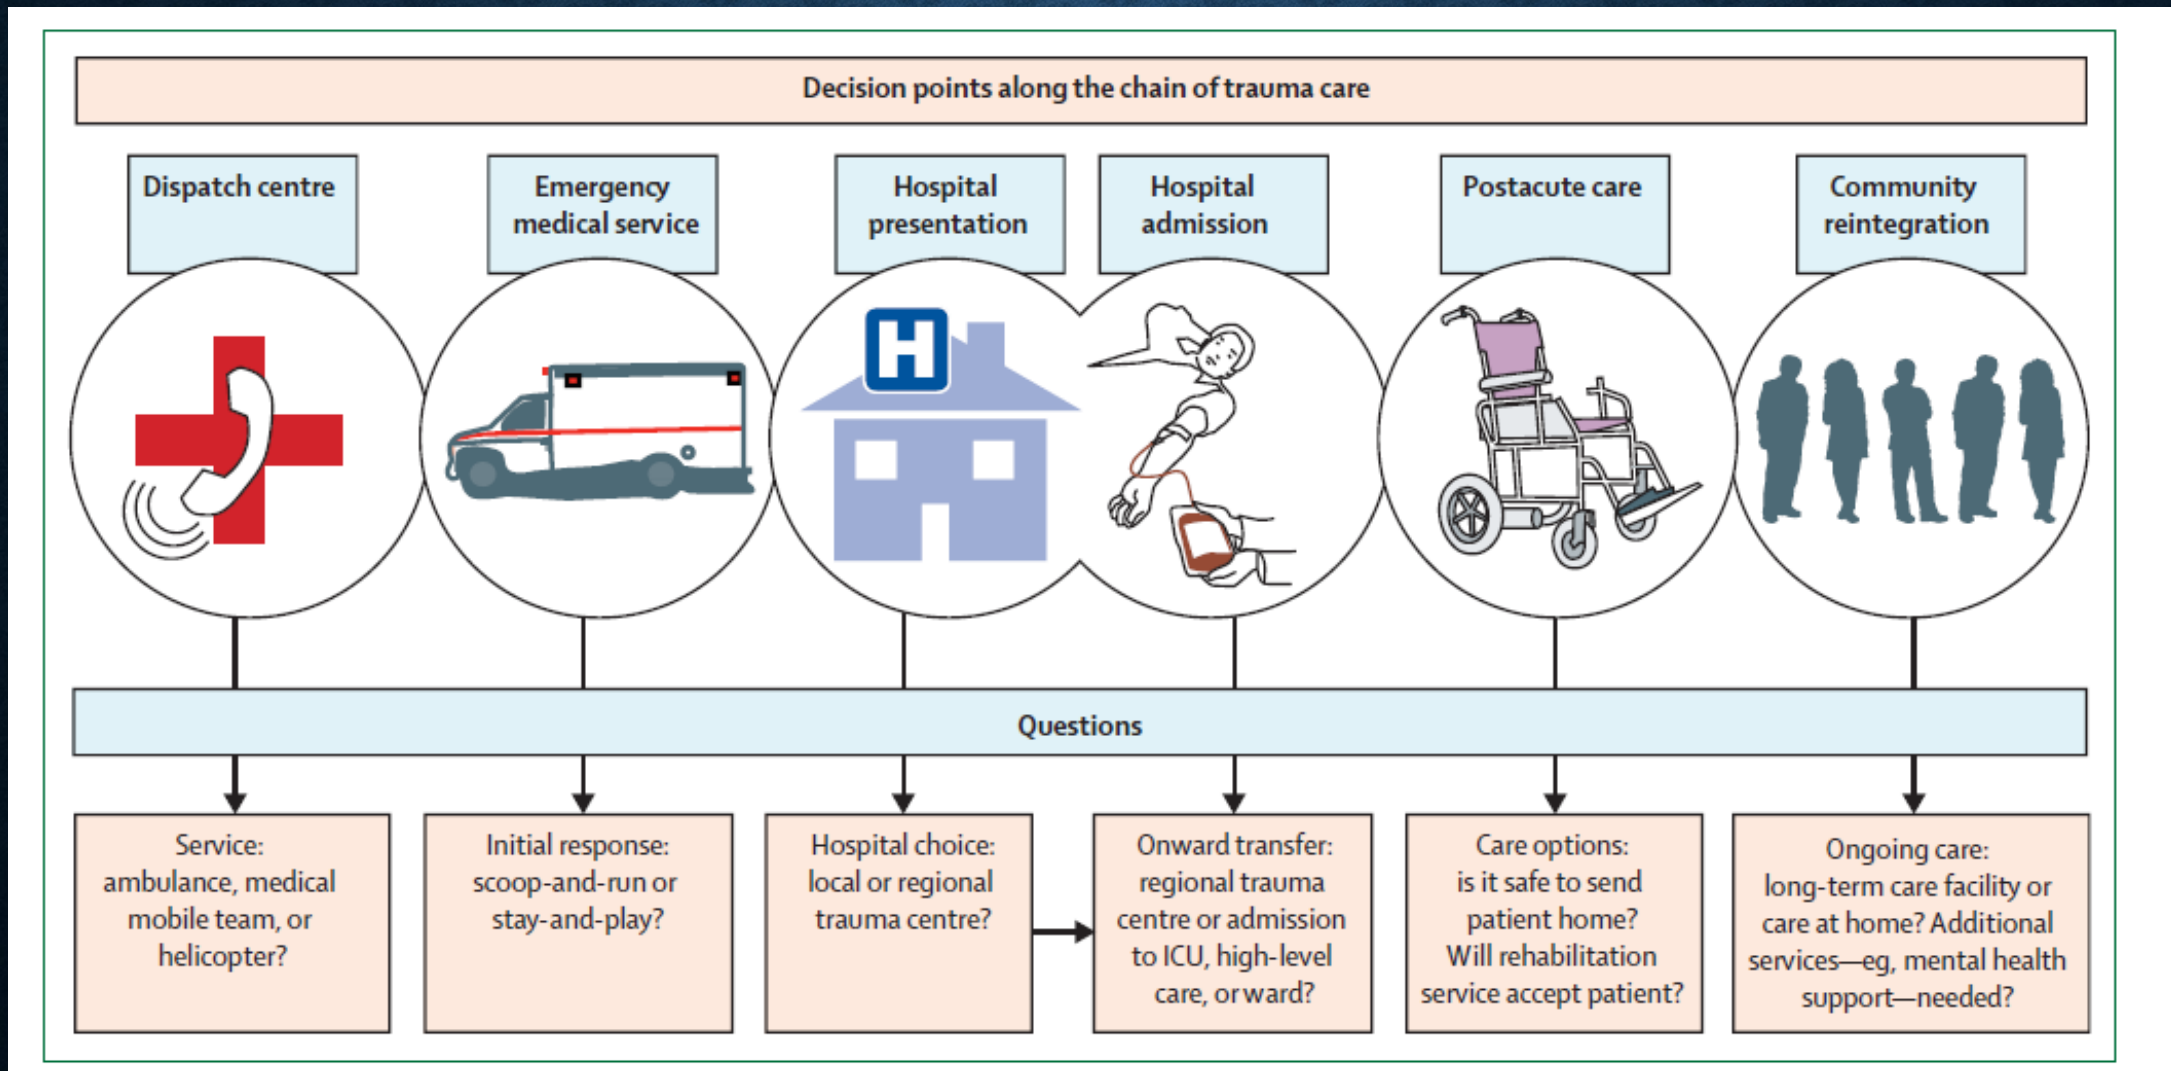 Decision points along the chain of trauma care
Dispatch centre
Emergency
medical service
Hospital
presentation
Hospital
admission
Postacute care
Community
reintegration
H
Questions
Service:
ambulance, medical
mobile team, or
helicopter?
Initial response:
scoop-and-run or
stay-and-play?
Hospital choice:
local or regional
trauma centre?
Onward transfer:
regional trauma
centre or admission
to ICU, high-level
care, or ward?
Care options:
is it safe to send
patient home?
Will rehabilitation
service accept patient?
Ongoing care:
long-term care facility or
care at home? Additional
services—eg, mental health
support—needed?